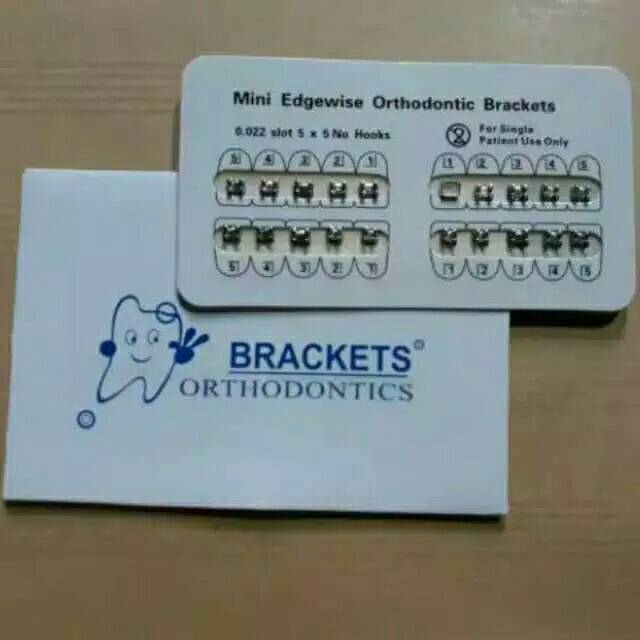 Mini Edgewise Orthodontic Brackets
0.022 slot 5 x 5 No Hooks
For Single
Patient Use Only
5 4 3 2 1
1 2 3 4 5
5 4 3 2 1
1 2 3 4 5
BRACKETS®
ORTHODONTICS